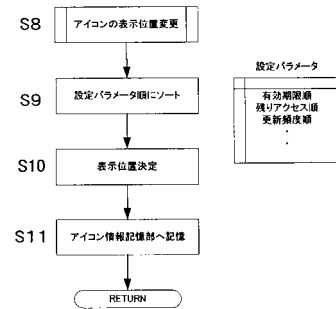 S8
アイコンの表示位置変更
S9
設定パラメータ順にソート
S10
表示位置決定
S11
アイコン情報記憶部へ記憶
RETURN
設定パラメータ
有効期限順
残りアクセス順
更新頻度順
・
・